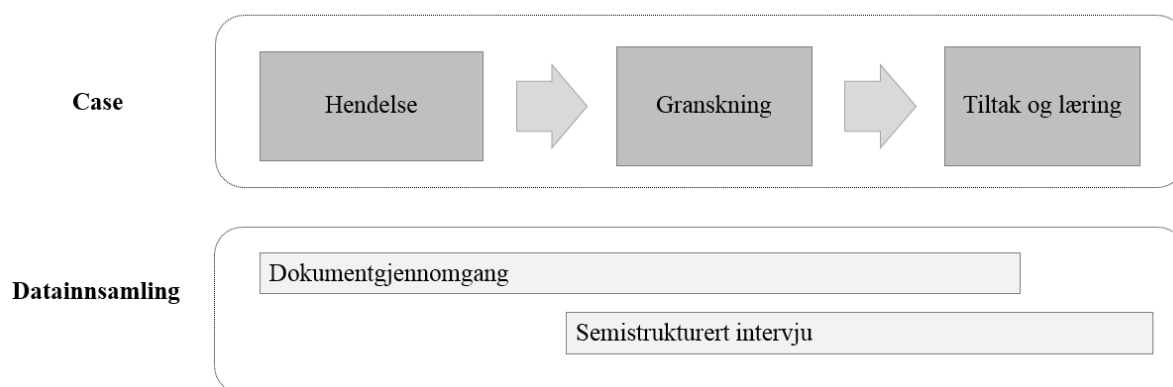 Case
Hendelse
Granskning
Tiltak og læring
Datainnsamling
Dokumentgjennomgang
Semistrukturert intervju